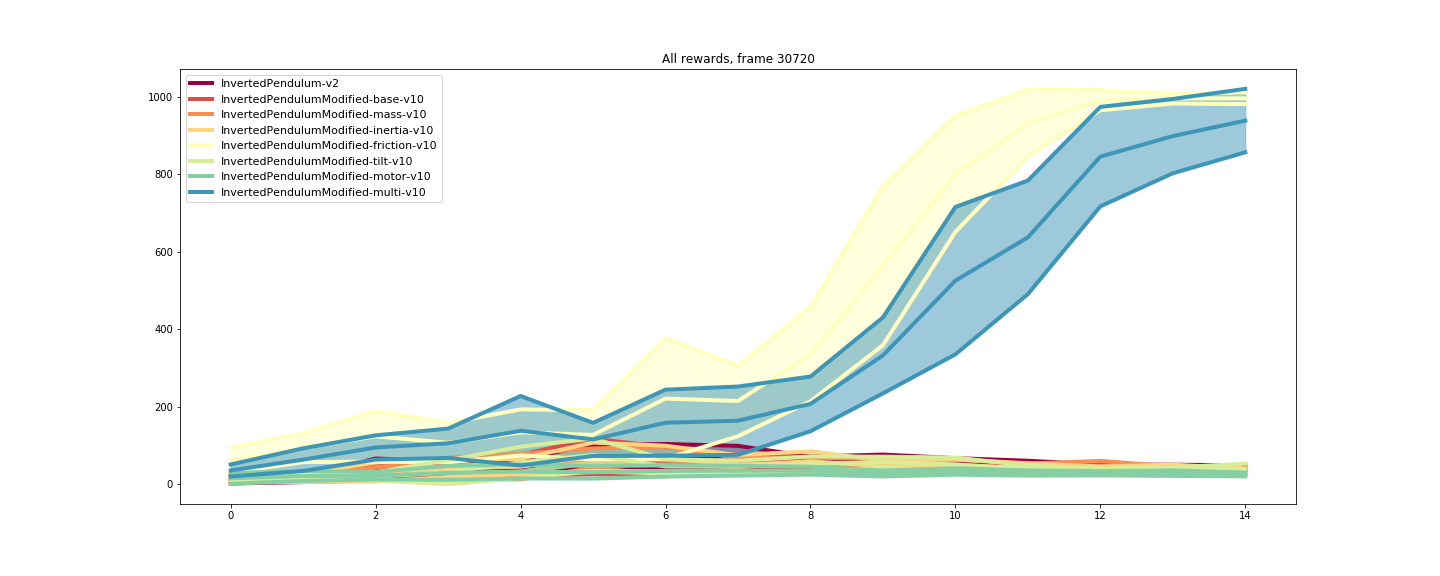 All rewards, frame 30720
InvertedPendulum-v2
InvertedPendulumModified-base-v10
InvertedPendulumModified-mass-v10
InvertedPendulumModified-inertia-v10
InvertedPendulumModified-friction-v10
InvertedPendulumModified-tilt-v10
InvertedPendulumModified-motor-v10
InvertedPendulumModified-multi-v10
1000
800
600
400
200
0
0 2 4 6 8 10 12 14